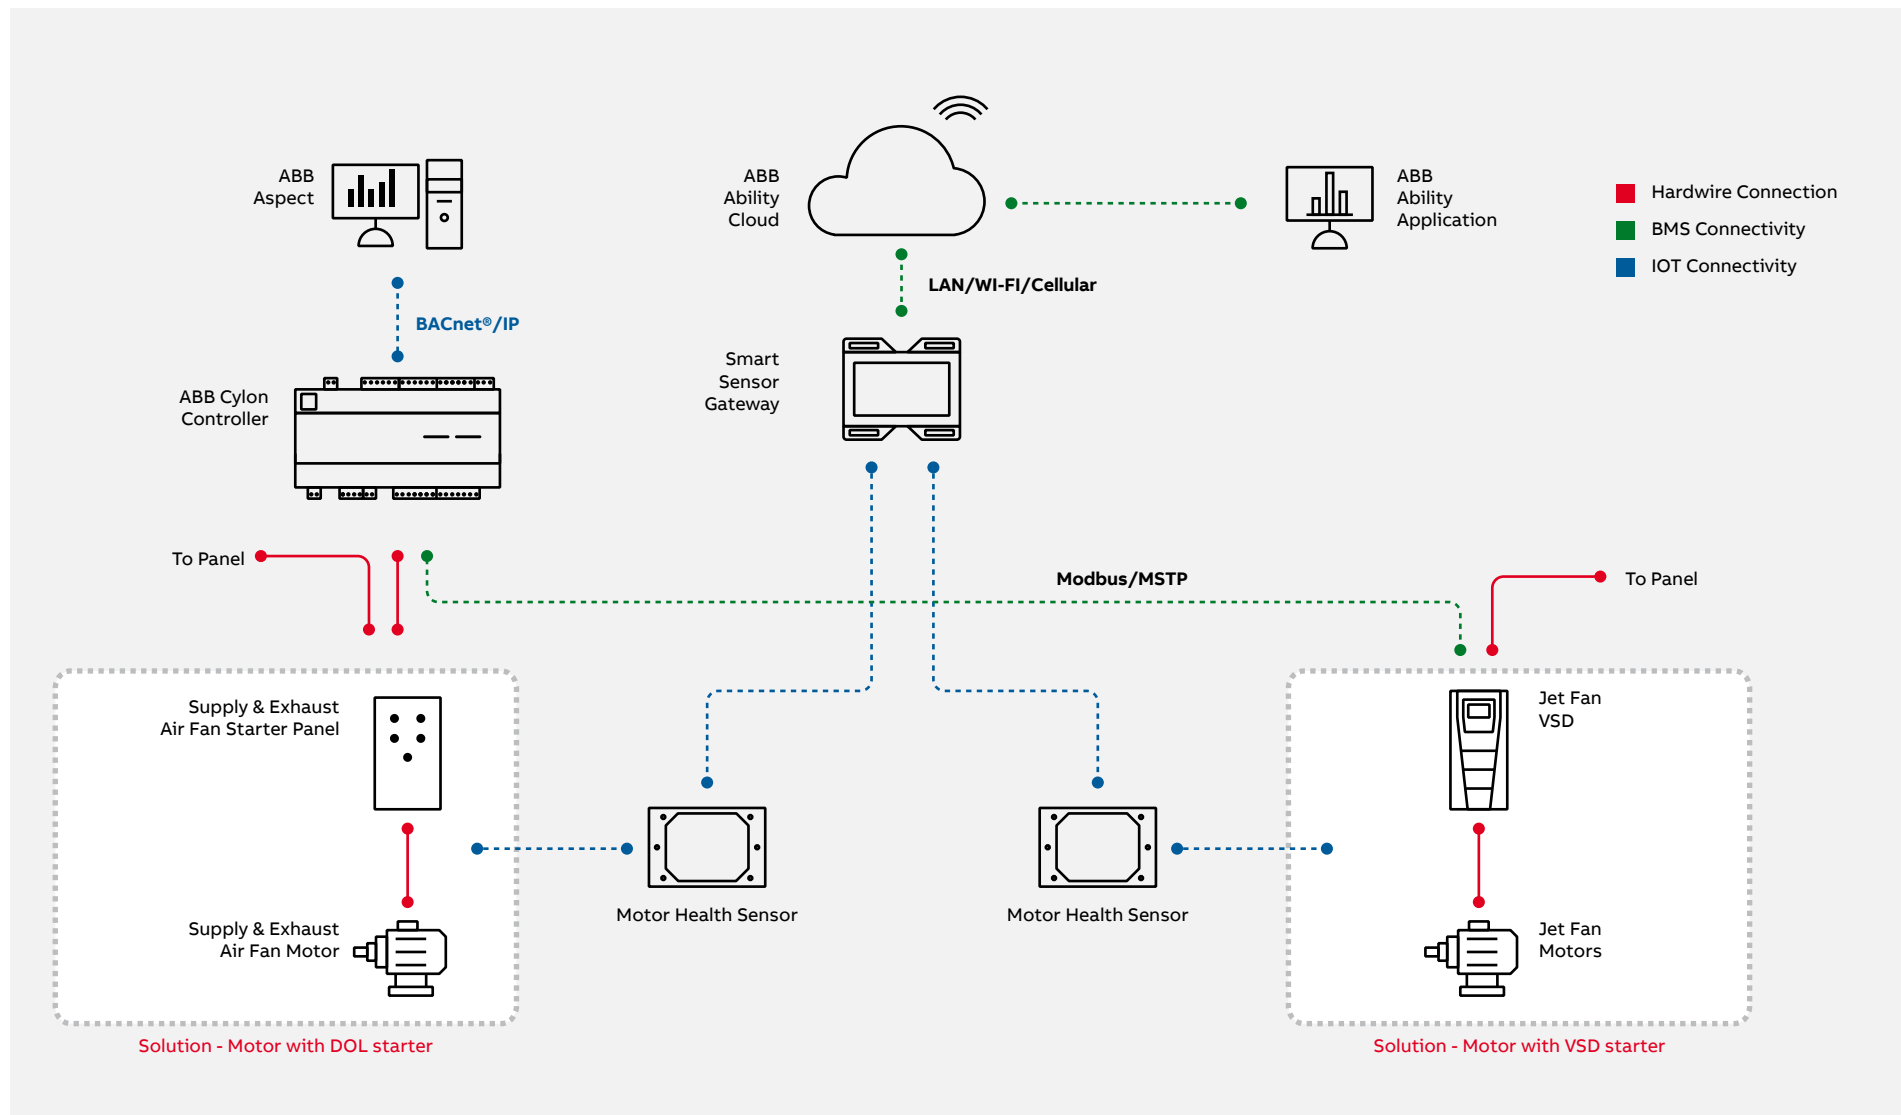 ABB
Aspect
ABB
Ability
Cloud
ABB
Ability
Application
Hardwire Connection
BMS Connectivity
IOT Connectivity
LAN/WI-FI/Cellular
BACnet®/IP
Smart
Sensor
Gateway
ABB Cylon
Controller
To Panel
Modbus/MSTP
To Panel
Supply & Exhaust
Air Fan Starter Panel
Jet Fan
VSD
Motor Health Sensor
Motor Health Sensor
Supply & Exhaust
Air Fan Motor
Jet Fan
Motors
Solution - Motor with DOL starter
Solution - Motor with VSD starter